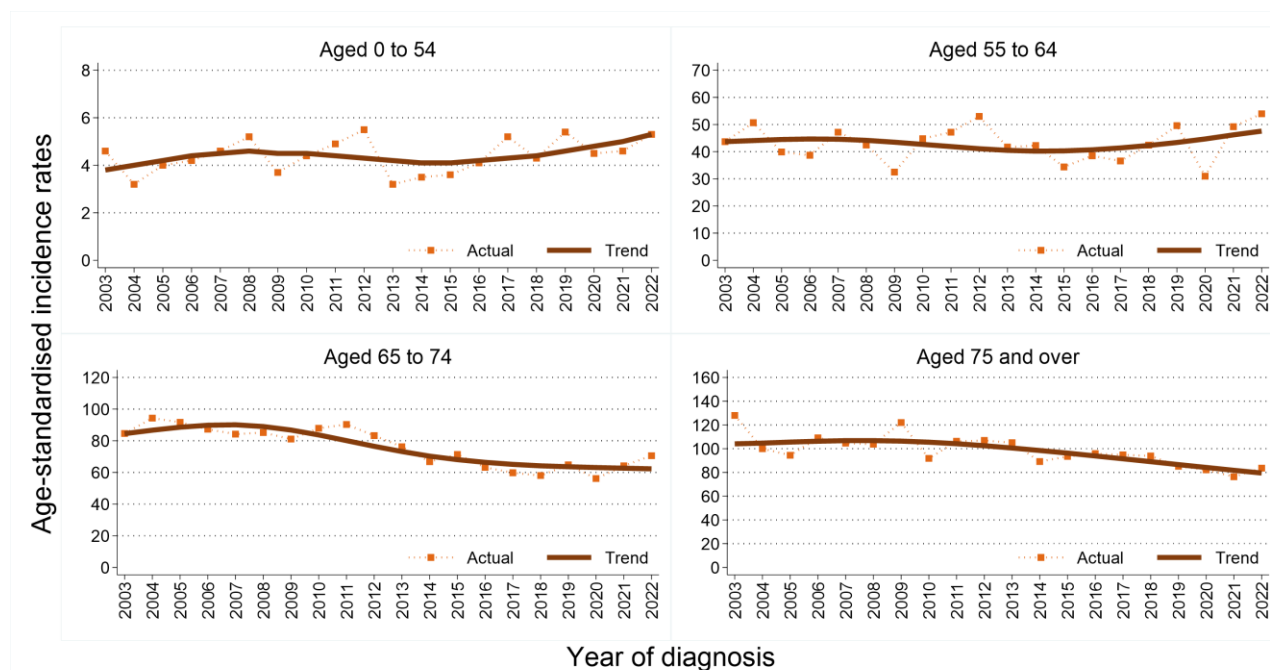 Age-standardised incidence rates
Aged 0 to 54
8
6
4
2
0
Actual Trend
2003 2004 2005 2006 2007 2008 2009 2010 2011 2012 2013 2014 2015 2016 2017 2018 2019 2020 2021 2022
Aged 55 to 64
70
60
50
40
30
20
10
0
Actual Trend
2003 2004 2005 2006 2007 2008 2009 2010 2011 2012 2013 2014 2015 2016 2017 2018 2019 2020 2021 2022
Aged 65 to 74
120
100
80
60
40
20
0
Actual Trend
2003 2004 2005 2006 2007 2008 2009 2010 2011 2012 2013 2014 2015 2016 2017 2018 2019 2020 2021 2022
Aged 75 and over
160
140
120
100
80
60
40
20
0
Actual Trend
2003 2004 2005 2006 2007 2008 2009 2010 2011 2012 2013 2014 2015 2016 2017 2018 2019 2020 2021 2022
Year of diagnosis